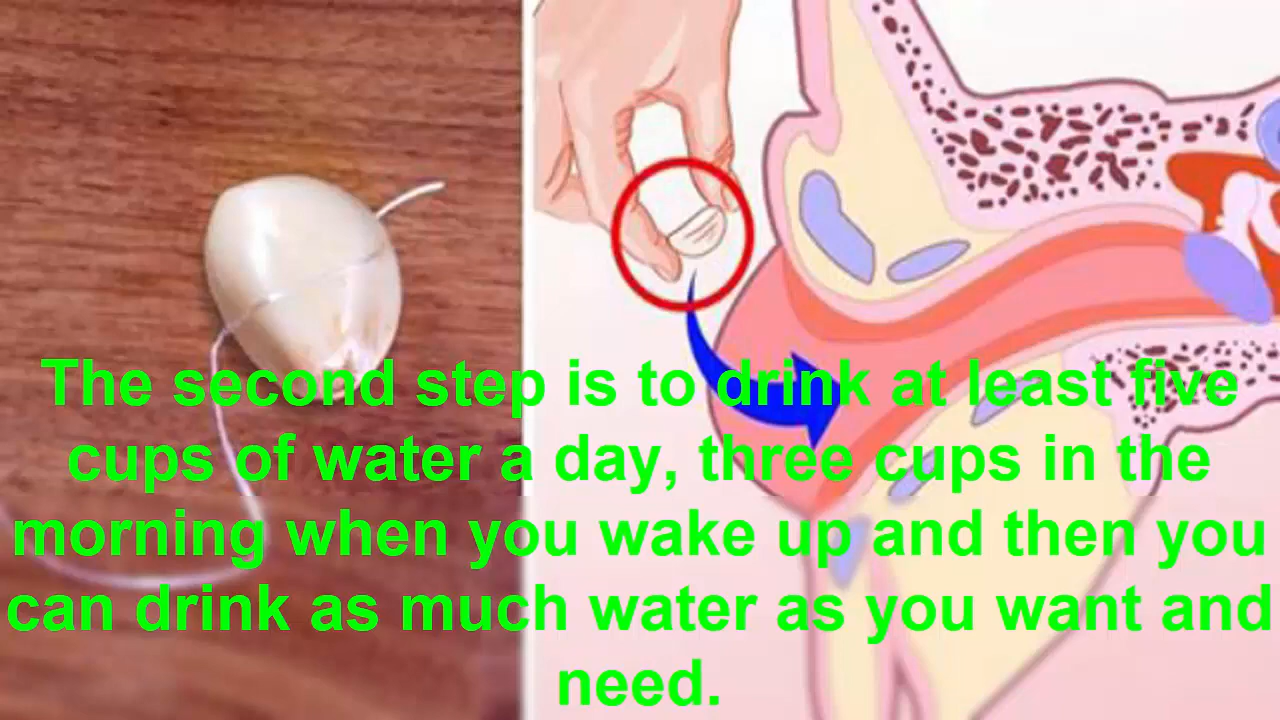 The second step is to drink at least five
cups of water a day, three cups in the
morning when you wake up and then you
can drink as much water as you want and
need.